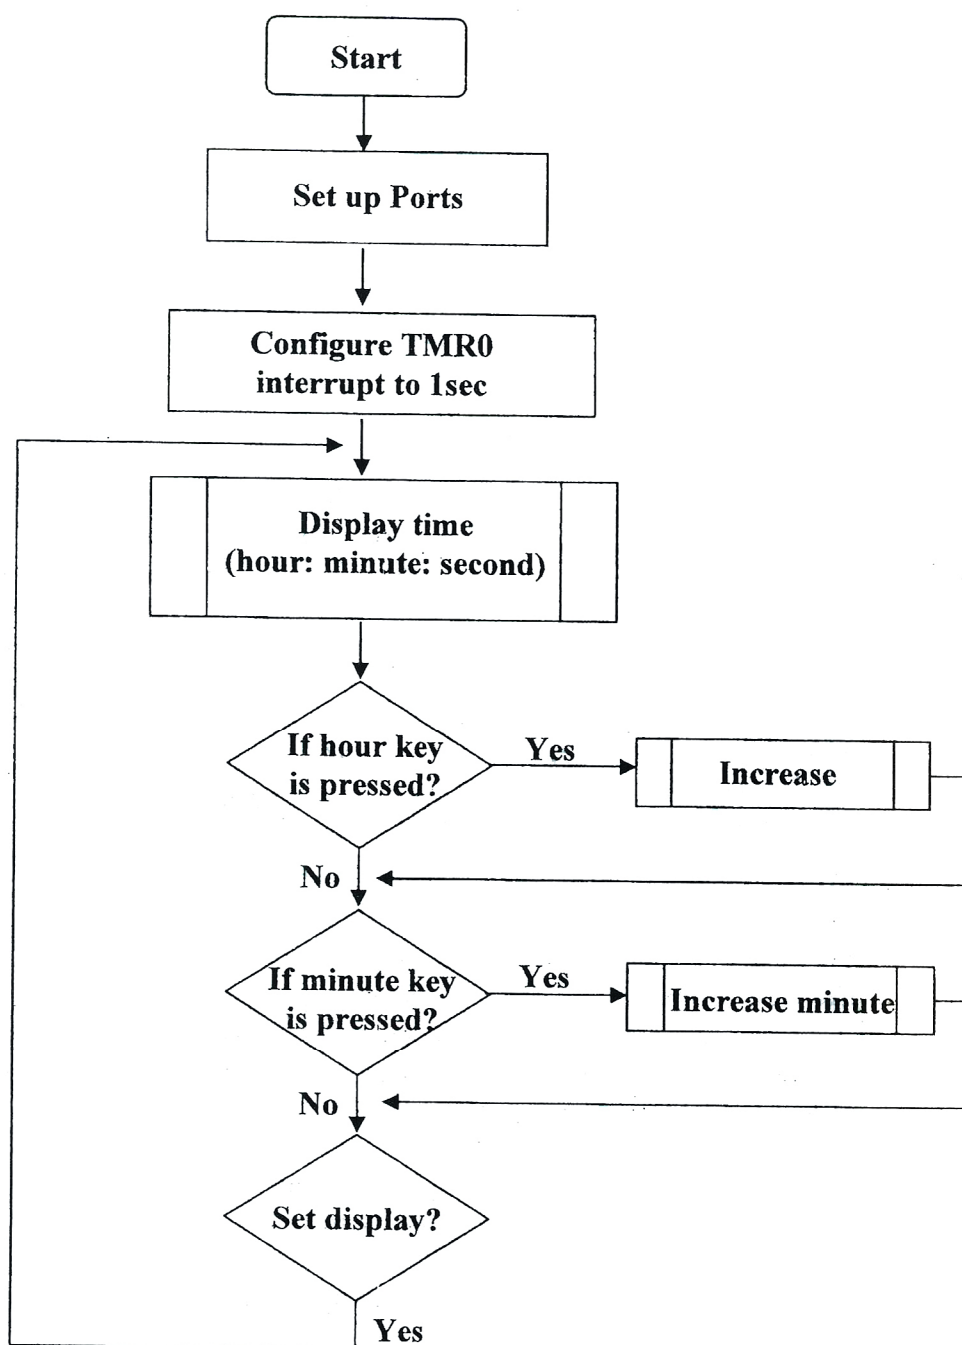 Start
Set up Ports
Configure TMR0
interrupt to 1sec
Display time
(hour: minute: second)
If hour key
is pressed?
Yes
Increase
No
If minute key
is pressed?
Yes
Increase minute
No
Set display?
Yes